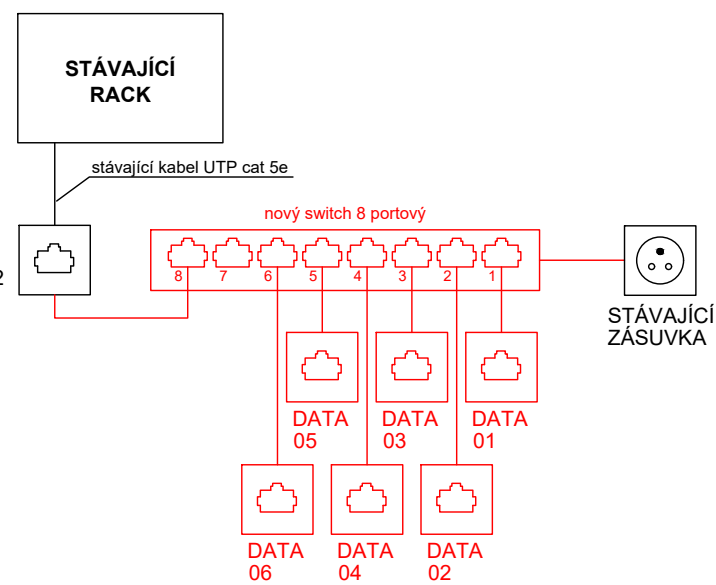 STÁVAJÍCÍ
RACK
stávající kabel UTP cat 5e
nový switch 8 portový
8 7 6 5 4 3 2 1
2
STÁVAJÍCÍ
ZÁSUVKA
DATA
05
DATA
03
DATA
01
DATA
06
DATA
04
DATA
02